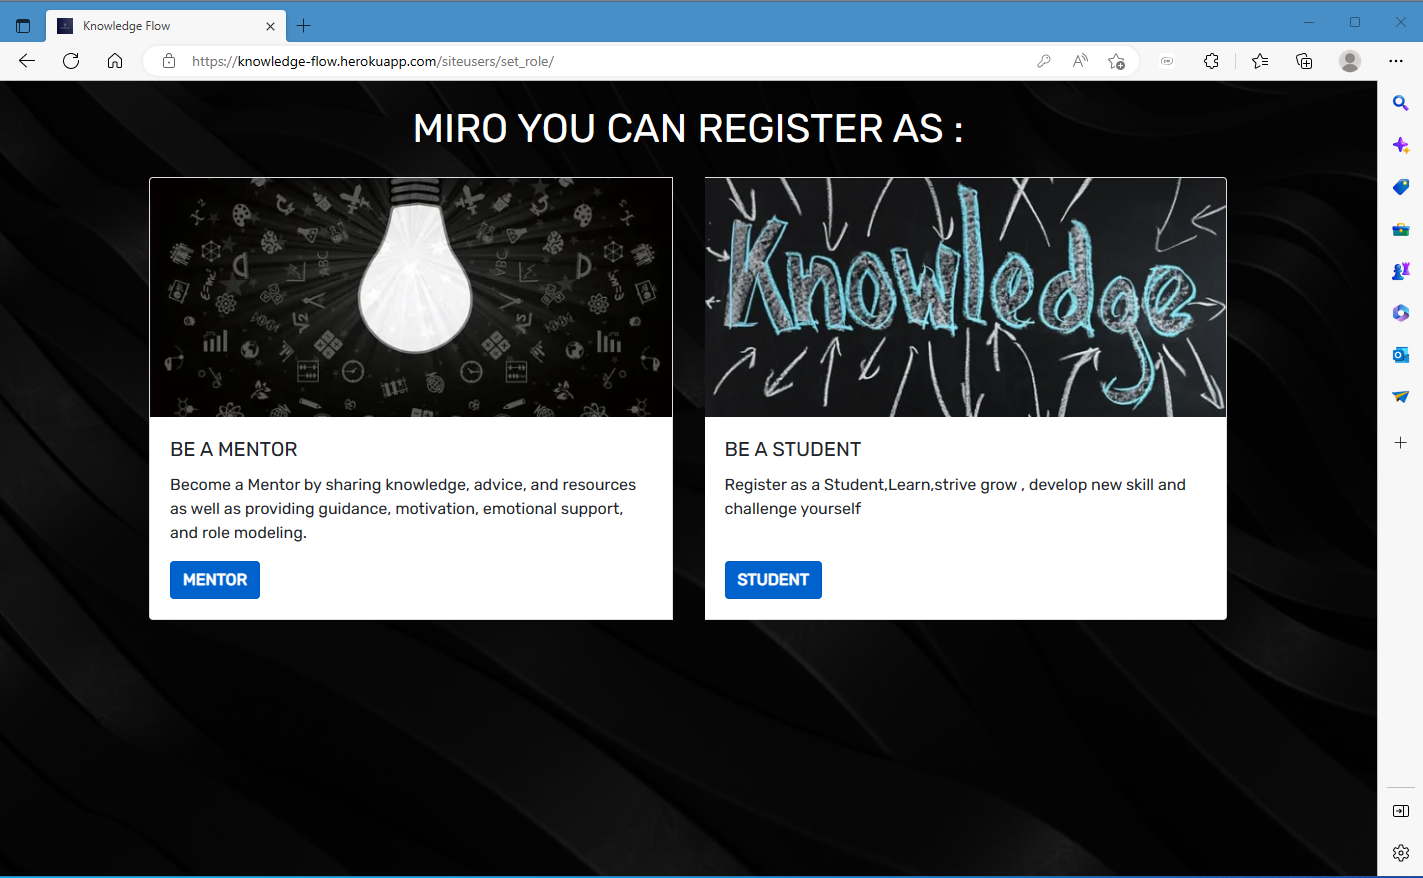 Knowledge Flow
https://knowledge-flow.herokuapp.com/siteusers/set_role/
MIRO YOU CAN REGISTER AS :
Knowledge
BE A MENTOR
Become a Mentor by sharing knowledge, advice, and resources
as well as providing guidance, motivation, emotional support,
and role modeling.
MENTOR
BE A STUDENT
Register as a Student,Learn,strive grow , develop new skill and
challenge yourself
STUDENT